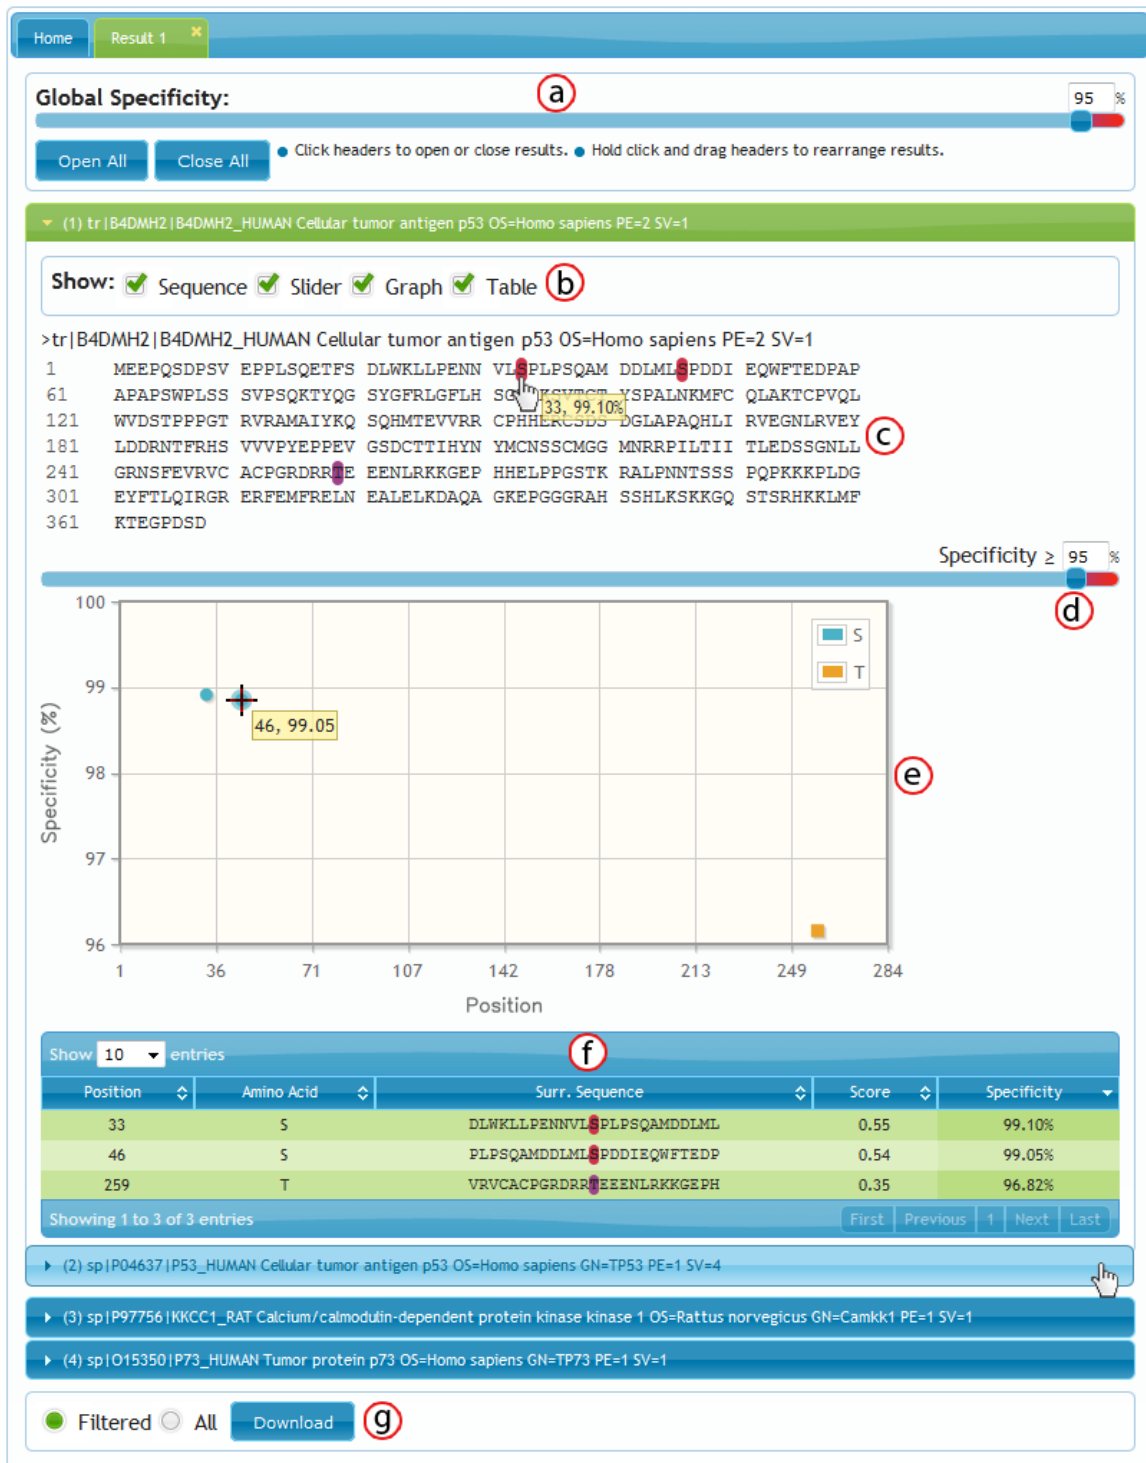 Home Result 1
Global Specificity: a 95 %
Open All Close All Click headers to open or close results. Hold click and drag headers to rearrange results.
(1) tr|B4DMH2|B4DMH2_HUMAN Cellular tumor antigen p53 OS=Homo sapiens PE=2 SV=1
Show: Sequence Slider Graph Table b
>tr|B4DMH2|B4DMH2_HUMAN Cellular tumor antigen p53 OS=Homo sapiens PE=2 SV=1
1 MEEPQSDPSV EPPLSQETFS DLWKLLPENN VLSPLPSQAM DDLMLSPDDI EQWFTEDPAP
61 APAPSWPLSS SVPSQKTYQG SYGFRLGFLH SG KSVTCT YSPALNKMFC QLAKTCPVQL
33, 99.10%
121 WVDSTPPPGT RVRAMAIYKQ SQHMTEVVRR CPHHERCSDS DGLAPAQHLI RVEGNLRVEY
c
181 LDDRNTFRHS VVVPYEPPEV GSDCTTIHYN YMCNSSCMGG MNRRPILTII TLEDSSGNLL
241 GRNSFEVRVC ACPGRDRRTE EENLRKKGEP HHELPPGSTK RALPNNTSSS PQPKKKPLDG
301 EYFTLQIRGR ERFEMFRELN EALELKDAQA GKEPGGGRAH SSHLKSKKGQ STSRHKKLMF
361 KTEGPDSD
Specificity ≥ 95 %
d
100
S
T
99
46, 99.05
98
e
97
96
Specificity (%)
1 36 71 107 142 178 213 249 284
Position
Show 10 entries f
Position Amino Acid Surr. Sequence Score Specificity
33 S DLWKLLPENNVLSPLPSQAMDDLML 0.55 99.10%
46 S PLPSQAMDDLMLSPDDIEQWFTEDP 0.54 99.05%
259 T VRVCACPGRDRRTEEENLRKKGEPH 0.35 96.82%
Showing 1 to 3 of 3 entries First Previous 1 Next Last
(2) sp|P04637|P53_HUMAN Cellular tumor antigen p53 OS=Homo sapiens GN=TP53 PE=1 SV=4
(3) sp|P97756|KKCC1_RAT Calcium/calmodulin-dependent protein kinase kinase 1 OS=Rattus norvegicus GN=Camkk1 PE=1 SV=1
(4) sp|O15350|P73_HUMAN Tumor protein p73 OS=Homo sapiens GN=TP73 PE=1 SV=1
Filtered All Download g